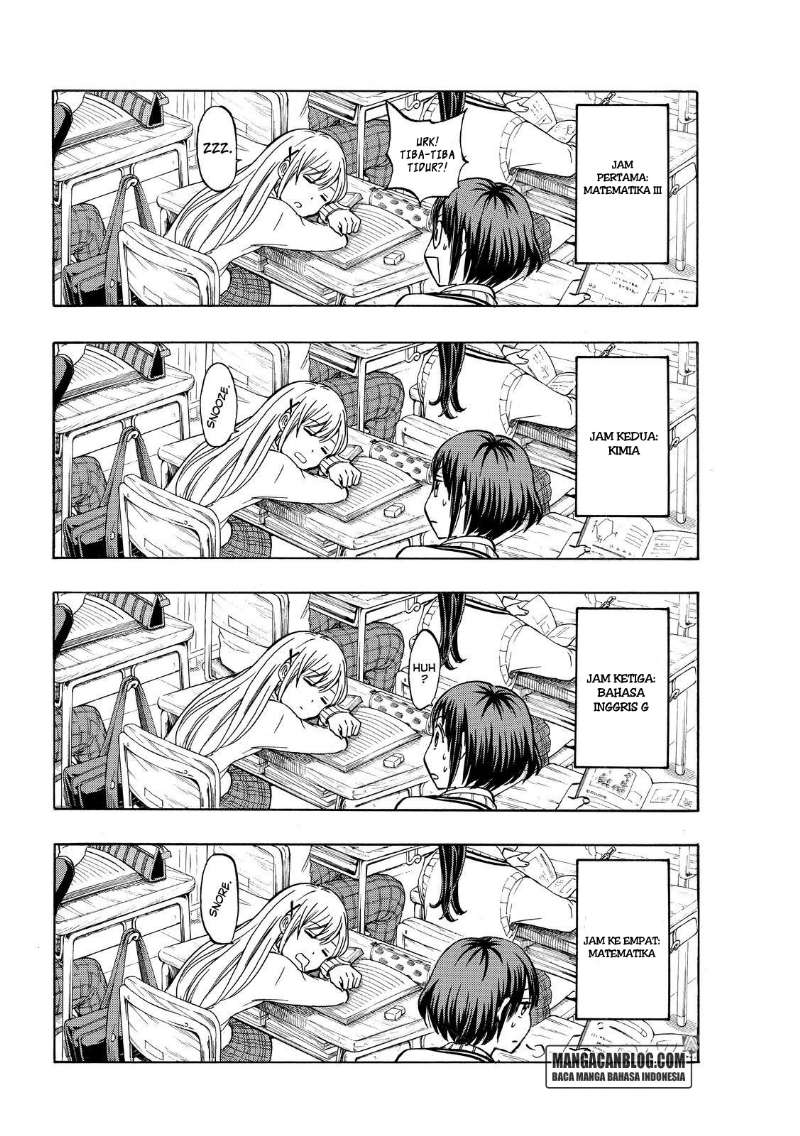 ZZZ.
URK!
TIBA-TIBA
TIDUR?!
JAM
PERTAMA:
MATEMATIKA III
SNOOZE.
JAM KEDUA:
KIMIA
HUH
?
JAM KETIGA:
BAHASA
INGGRIS G
SNORE.
JAM KE EMPAT:
MATEMATIKA
MANGACANBLOG.COM
BACA MANGA BAHASA INDONESIA